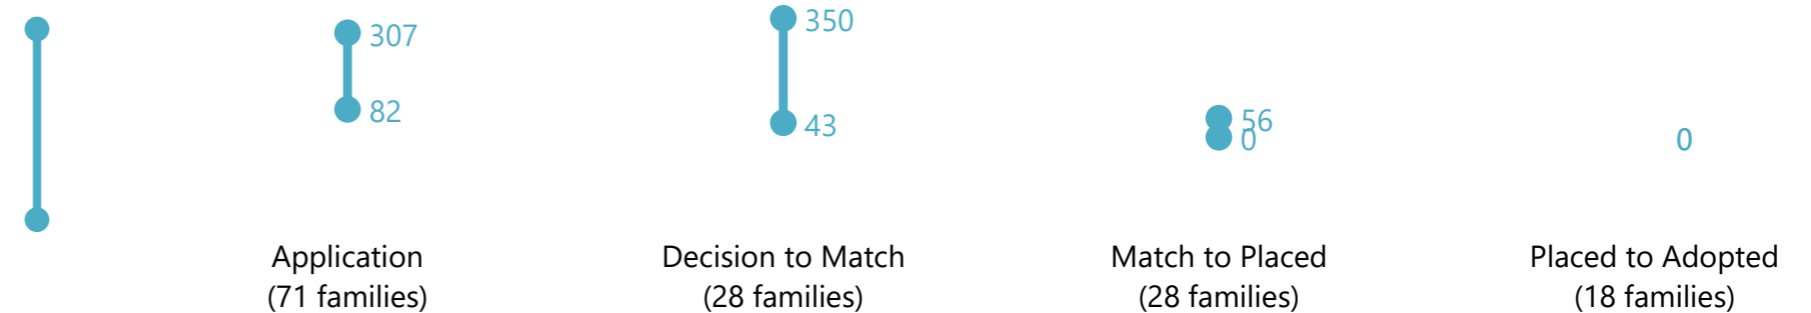 307
82
350
43
56
0
0
Application
(71 families)
Decision to Match
(28 families)
Match to Placed
(28 families)
Placed to Adopted
(18 families)